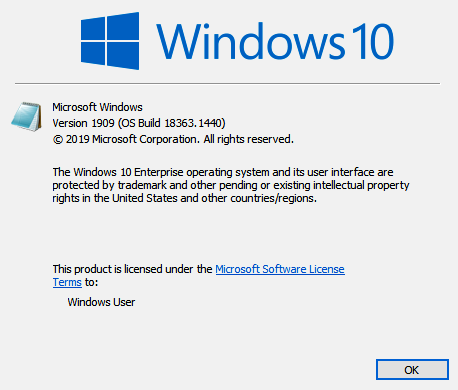 Windows 10
Microsoft Windows
Version 1909 (OS Build 18363.1440)
© 2019 Microsoft Corporation. All rights reserved.
The Windows 10 Enterprise operating system and its user interface are
protected by trademark and other pending or existing intellectual property
rights in the United States and other countries/regions.
This product is licensed under the Microsoft Software License
Terms to:
Windows User
OK